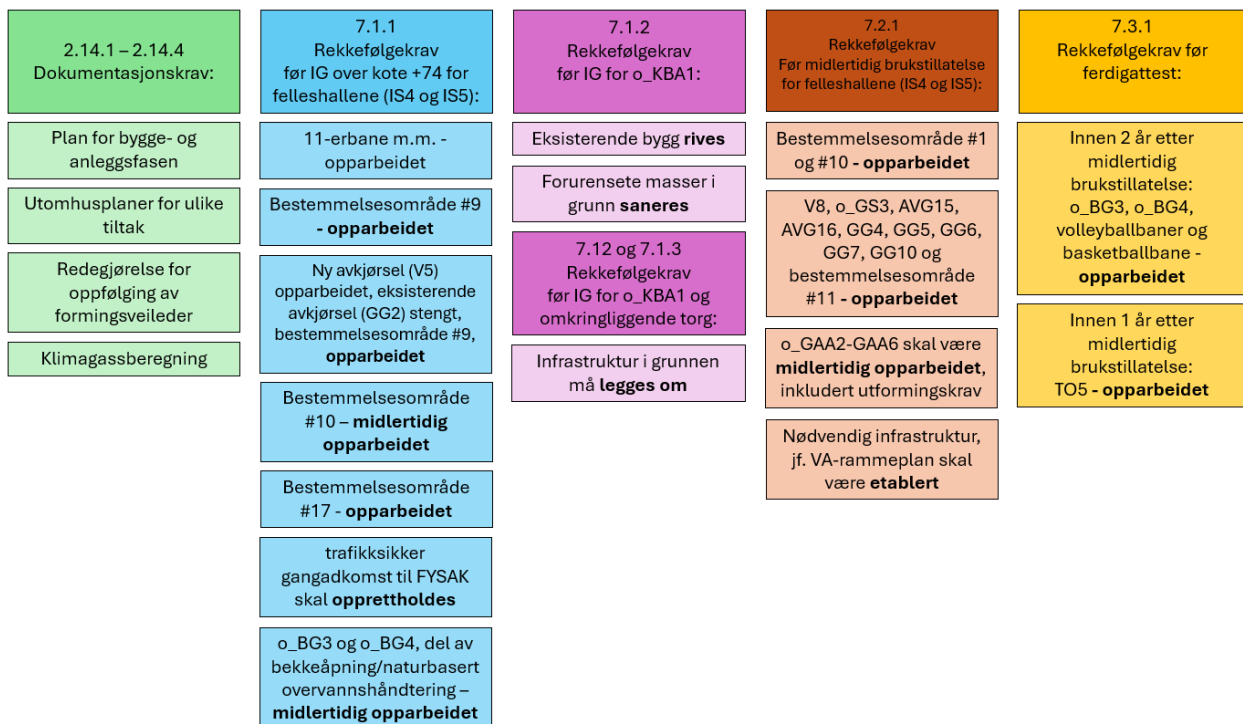 2.14.1 – 2.14.4
Dokumentasjonskrav:
Plan for bygge- og
anleggsfasen
Utomhusplaner for ulike
tiltak
Redegjørelse for
oppfølging av
formingsveileder
Klimagassberegning
7.1.1
Rekkefølgekrav
før IG over kote +74 for
felleshallene (IS4 og IS5):
11-erbane m.m. -
opparbeidet
Bestemmelsesområde #9
- opparbeidet
Ny avkjørsel (V5)
opparbeidet, eksisterende
avkjørsel (GG2) stengt,
bestemmelsesområde #9,
opparbeidet
Bestemmelsesområde
#10 – midlertidig
opparbeidet
Bestemmelsesområde
#17 - opparbeidet
trafikksikker
gangadkomst til FYSAK
skal opprettholdes
o_BG3 og o_BG4, del av
bekkeåpning/naturbasert
overvannshåndtering –
midlertidig opparbeidet
7.1.2
Rekkefølgekrav
før IG for o_KBA1:
Eksisterende bygg rives
Forurensete masser i
grunn saneres
7.12 og 7.1.3
Rekkefølgekrav
før IG for o_KBA1 og
omkringliggende torg:
Infrastruktur i grunnen
må legges om
7.2.1
Rekkefølgekrav
Før midlertidig brukstillatelse
for felleshallene (IS4 og IS5):
Bestemmelsesområde #1
og #10 - opparbeidet
V8, o_GS3, AVG15,
AVG16, GG4, GG5, GG6,
GG7, GG10 og
bestemmelsesområde
#11 - opparbeidet
o_GAA2-GAA6 skal være
midlertidig opparbeidet,
inkludert utformingskrav
Nødvendig infrastruktur,
jf. VA-rammeplan skal
være etablert
7.3.1
Rekkefølgekrav før
ferdigattest:
Innen 2 år etter
midlertidig
brukstillatelse:
o_BG3, o_BG4,
volleyballbaner og
basketballbane -
opparbeidet
Innen 1 år etter
midlertidig
brukstillatelse:
TO5 - opparbeidet